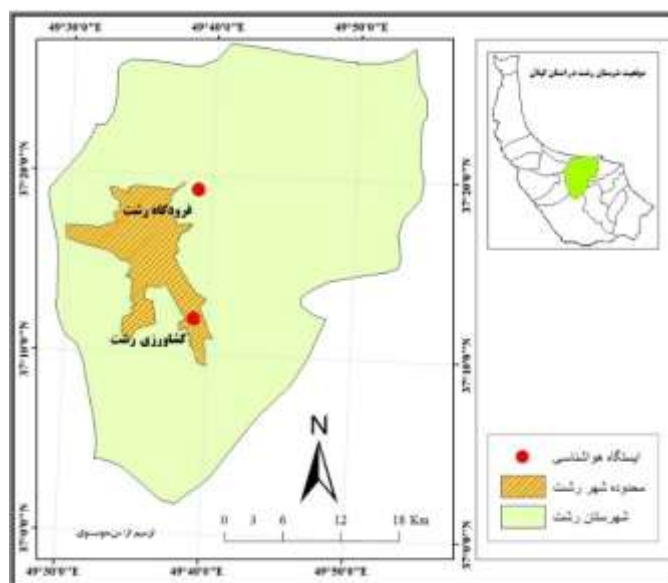 49°30'0"E 49°40'0"E 49°50'0"E
موقعیت شهرستان رشت در استان گیلان
37°20'0"N
37°20'0"N
فرودگاه رشت
کشاورزی رشت
37°10'0"N
37°10'0"N
N
ایستگاه هواشناسی
محدوده شهر رشت
شهرستان رشت
0 3 6 12 18 Km
37°0'0"N
37°0'0"N
49°30'0"E 49°40'0"E 49°50'0"E